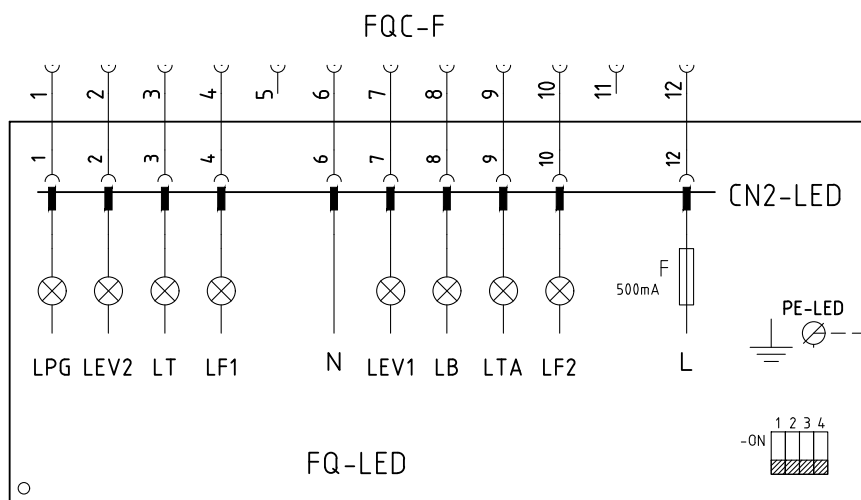 FQC-F
1 2 3 4 5 6 7 8 9 10 11 12
1 2 3 4 6 7 8 9 10 12
CN2-LED
F
500mA
PE-LED
LPG LEV2 LT LF1 N LEV1 LB LTA LF2 L
1 2 3 4
-ON
FQ-LED